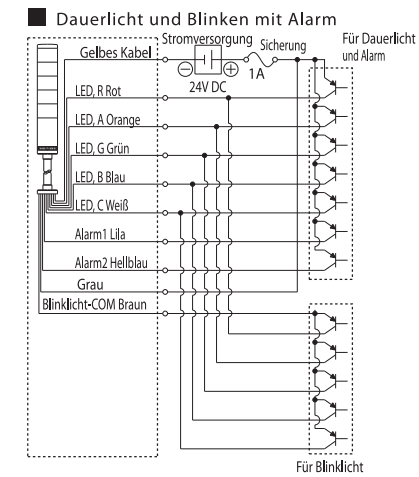 Dauerlicht und Blinken mit Alarm
Stromversorgung
Sicherung
Für Dauerlicht
und Alarm
Gelbes Kabel
24V DC
1A
LED, R Rot
LED, A Orange
LED, G Grün
LED, B Blau
LED, C Weiß
Alarm1 Lila
Alarm2 Hellblau
Grau
Blinklicht-COM Braun
Für Blinklicht